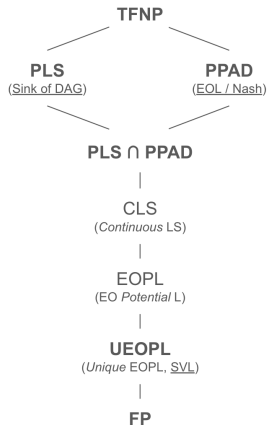 TFNP
PLS PPAD
(Sink of DAG) (EOL / Nash)
PLS ∩ PPAD
CLS
(Continuous LS)
EOPL
(EO Potential L)
UEOPL
(Unique EOPL, SVL)
FP